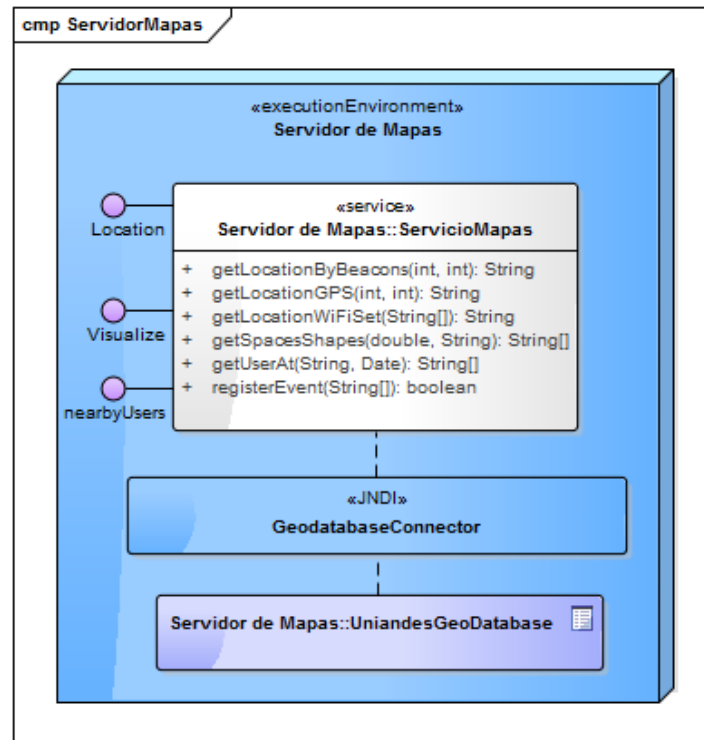 cmp ServidorMapas
«executionEnvironment»
Servidor de Mapas
Location
Visualize
nearbyUsers
«service»
Servidor de Mapas::ServicioMapas
+ getLocationByBeacons(int, int): String
+ getLocationGPS(int, int): String
+ getLocationWiFiSet(String[]): String
+ getSpacesShapes(double, String): String[]
+ getUserAt(String, Date): String[]
+ registerEvent(String[]): boolean
«JNDI»
GeodatabaseConnector
Servidor de Mapas::UniandesGeoDatabase